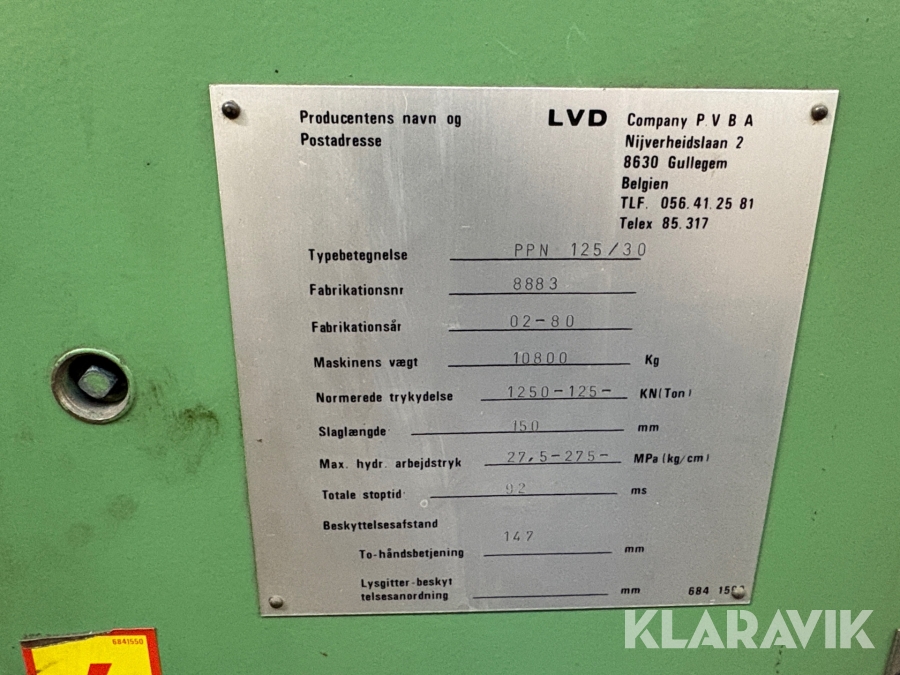 Producentens navn og
Postadresse
LVD Company P.V B A
Nijverheidslaan 2
8630 Gullegem
Belgien
TLF. 056.41.25 81
Telex 85.317
Typebetegnelse PPN 125/30
Fabrikationsnr 8883
Fabrikationsår 02-80
Maskinens vægt 10800 Kg
Normerede trykydelse 1250-125- KN(Ton)
Slaglængde 150 mm
Max. hydr. arbejdstryk 27,5-275- MPa(kg/cm)
Totale stoptid 92 ms
Beskyttelsesafstand
To-håndsbetjening 147 mm
Lysgitter-beskyt
telsesanordning mm
684
6841550
KLARAVIK